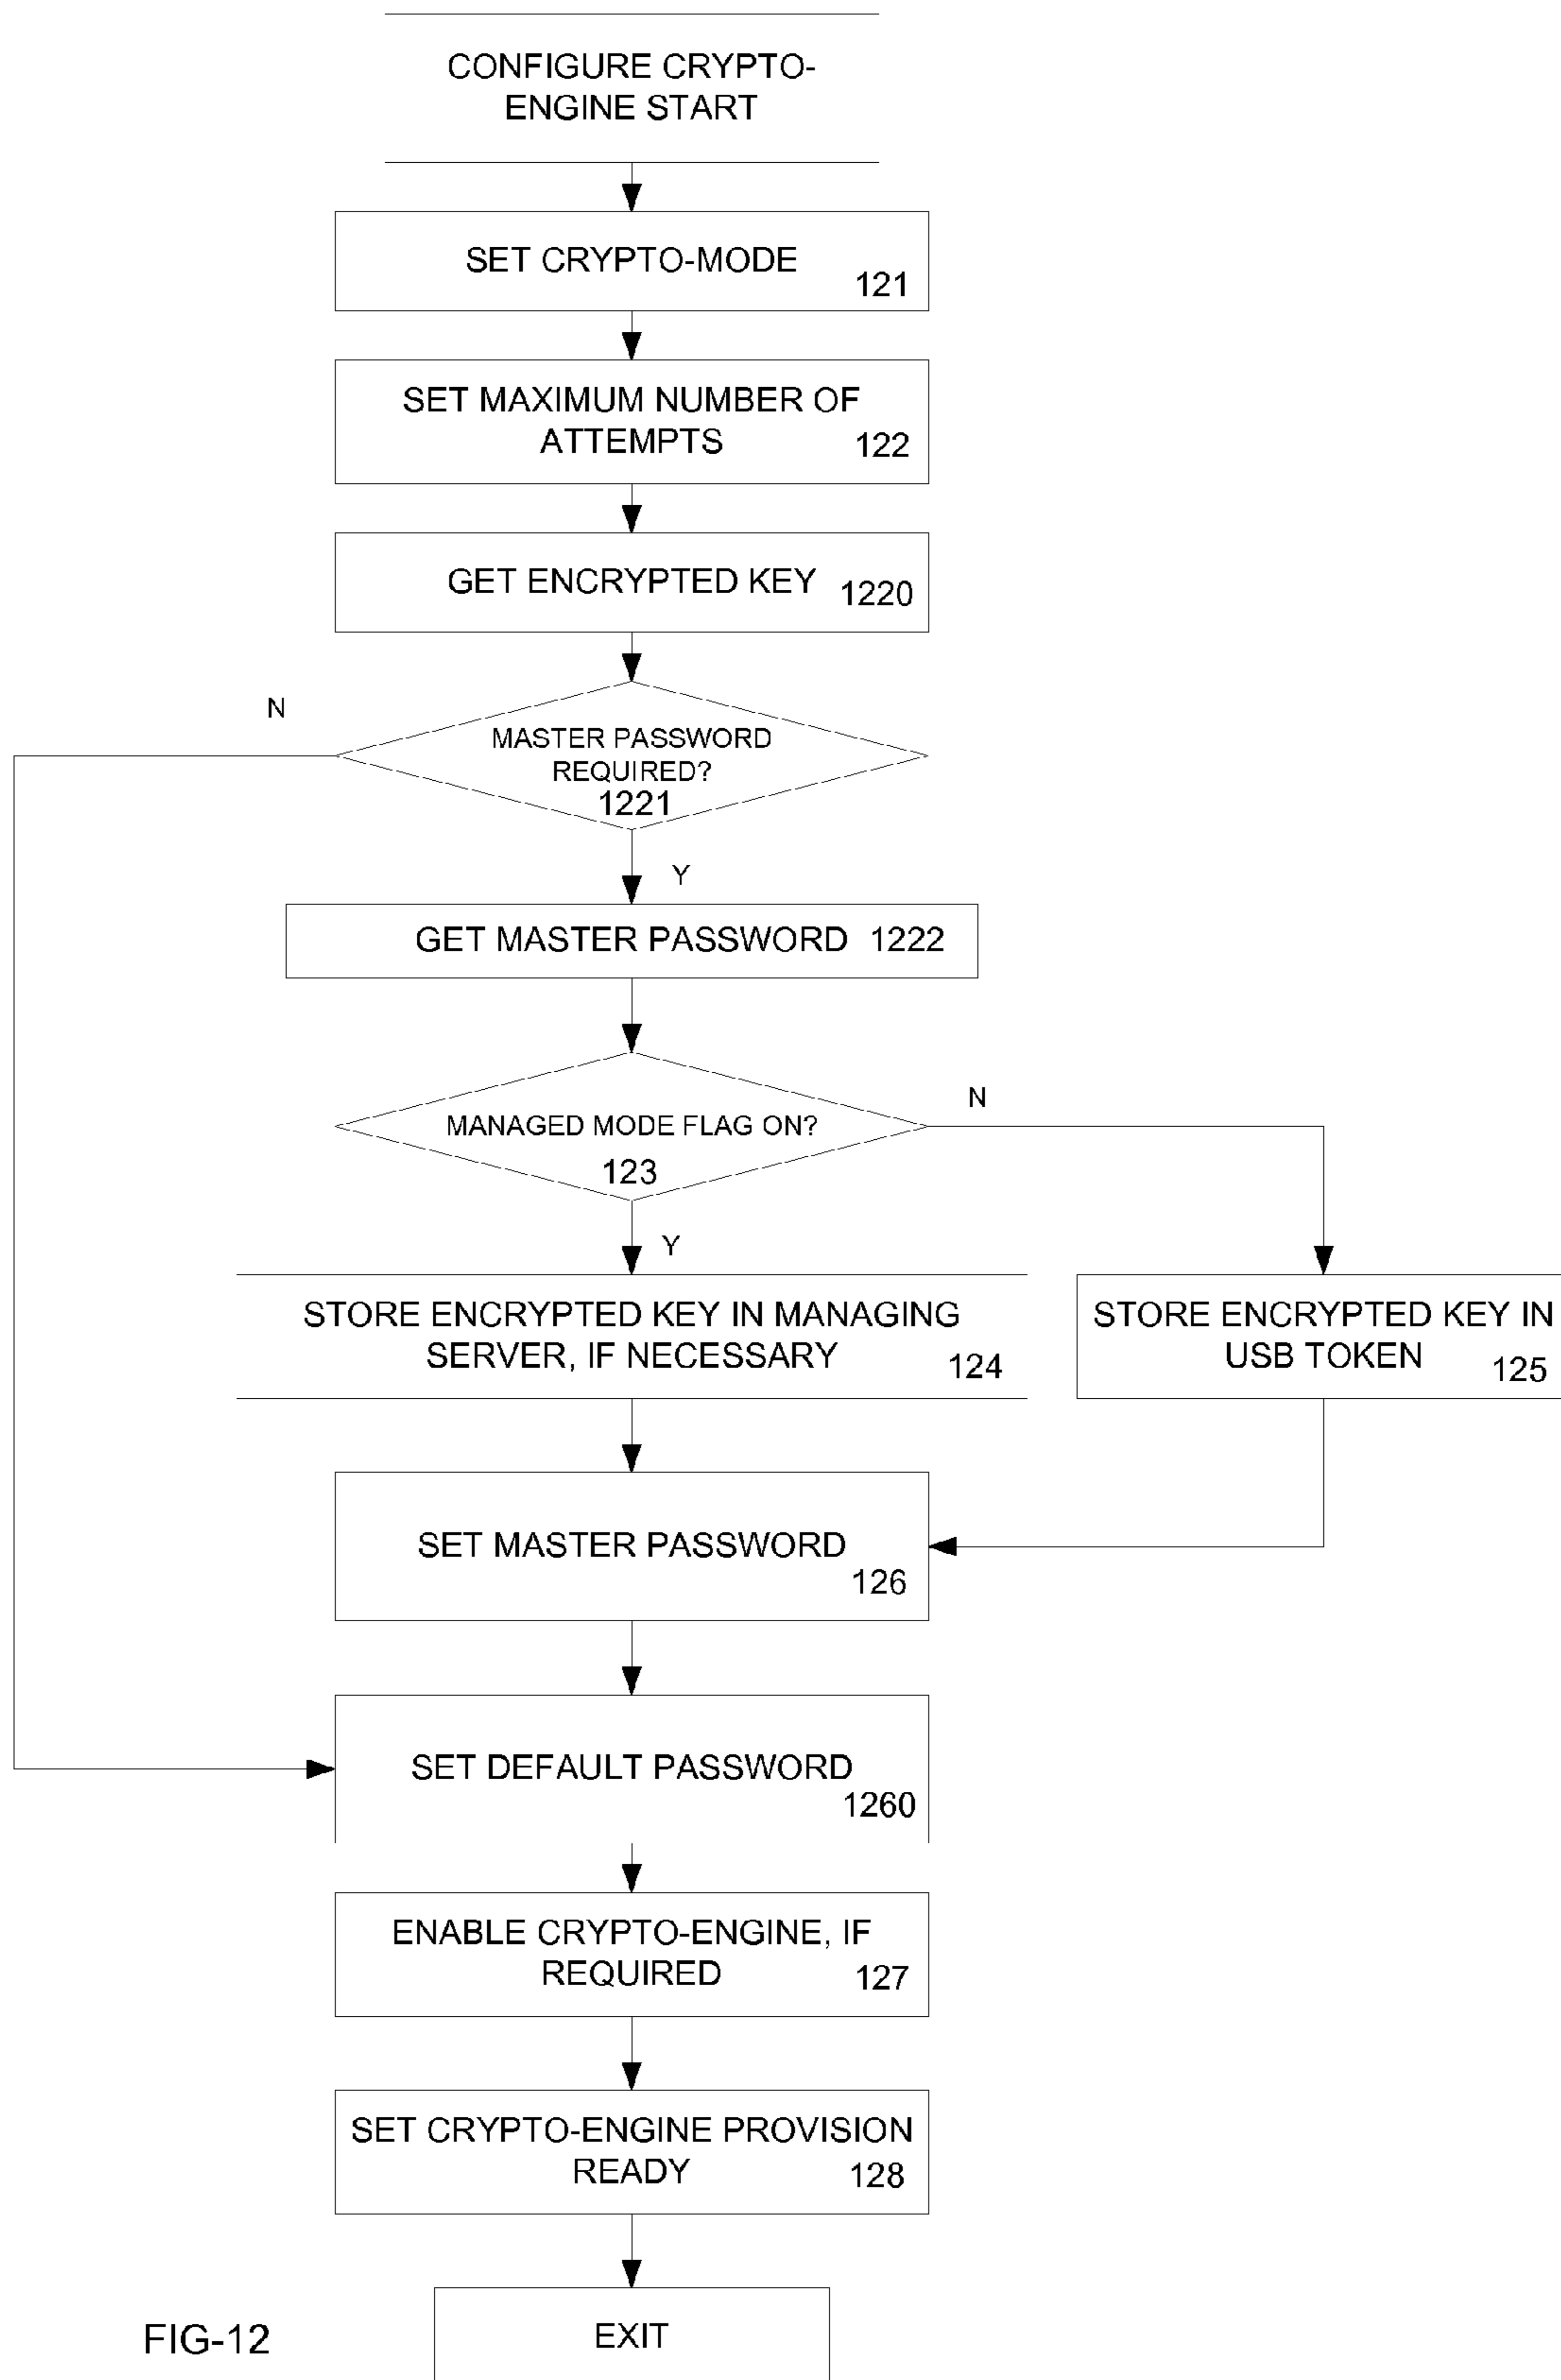 CONFIGURE CRYPTO-
ENGINE START
SET CRYPTO-MODE
121
SET MAXIMUM NUMBER OF
ATTEMPTS 122
GET ENCRYPTED KEY 1220
N
MASTER PASSWORD
REQUIRED?
1221
Y
GET MASTER PASSWORD 1222
MANAGED MODE FLAG ON?
123
N
Y
STORE ENCRYPTED KEY IN MANAGING
SERVER, IF NECESSARY 124
STORE ENCRYPTED KEY IN
USB TOKEN 125
SET MASTER PASSWORD
126
SET DEFAULT PASSWORD
1260
ENABLE CRYPTO-ENGINE, IF
REQUIRED 127
SET CRYPTO-ENGINE PROVISION
READY 128
EXIT
FIG-12